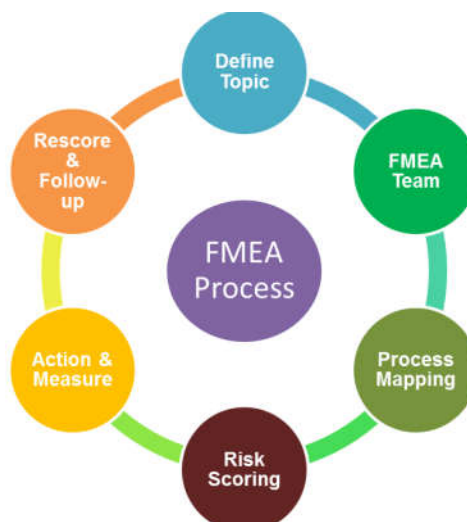 Define
Topic
FMEA
Team
Process
Mapping
Risk
Scoring
Action &
Measure
Rescore
&
Follow-
up
FMEA
Process